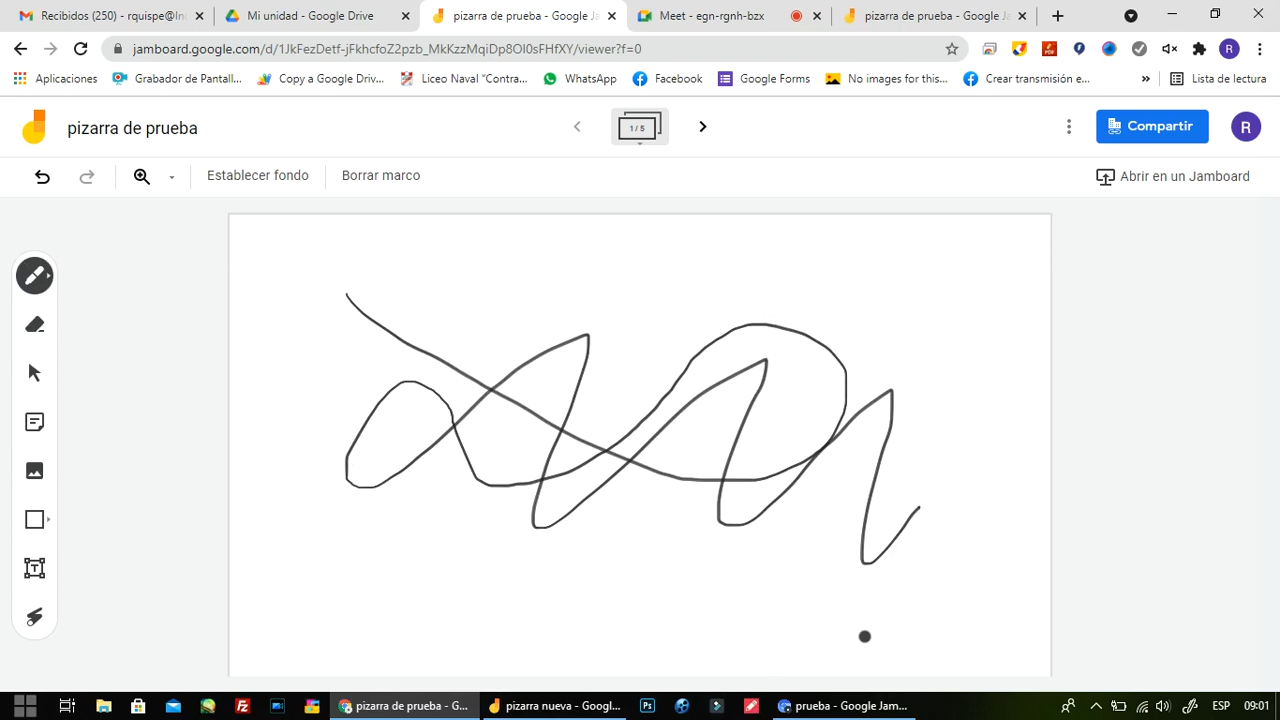 Recibidos (250) - rquispe@Inc
Mi unidad - Google Drive
pizarra de prueba - Google Ja
Meet - egn-rgnh-bzx
pizarra de prueba - Google Ja
jamboard.google.com/d/1JkFezDetf-jFkhcfoZ2pzb_MkKzzMqiDp8OI0sFHfXY/viewer?f=0
R
Aplicaciones
Grabador de Pantall...
Copy a Google Driv...
Liceo Naval "Contra...
WhatsApp
Facebook
Google Forms
No images for this...
Crear transmisión e...
»
Lista de lectura
pizarra de prueba
1 / 5
Compartir
R
Establecer fondo
Borrar marco
Abrir en un Jamboard
pizarra de prueba - G...
pizarra nueva - Googl...
Ps
prueba - Google Jam...
ESP
09:01